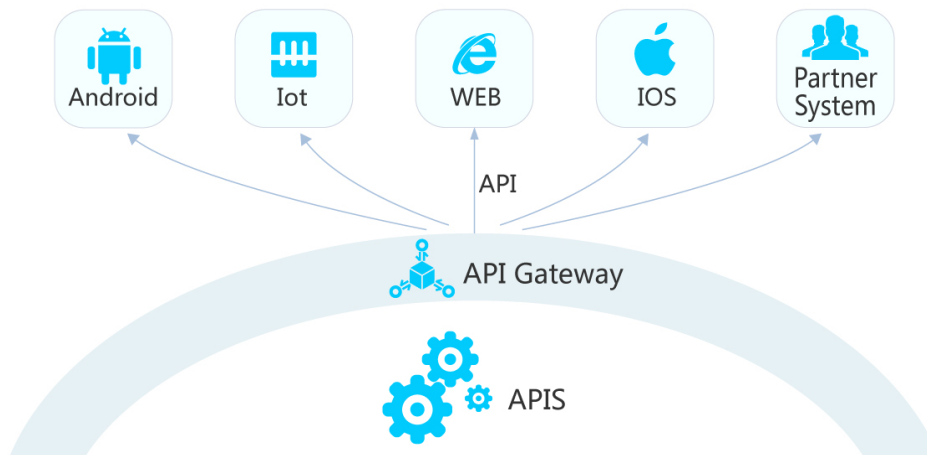 Android
Iot
WEB
IOS
Partner
System
API
API Gateway
APIS